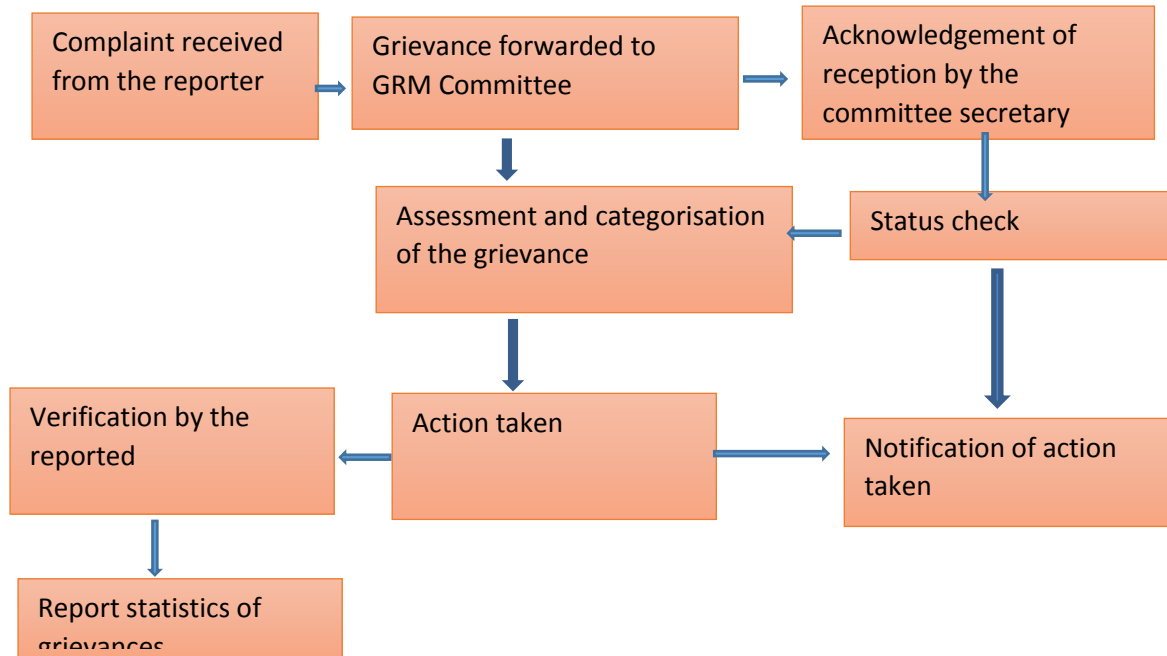 Complaint received
from the reporter
Grievance forwarded to
GRM Committee
Acknowledgement of
reception by the
committee secretary
Assessment and categorisation
of the grievance
Status check
Verification by the
reported
Action taken
Notification of action
taken
Report statistics of
grievances